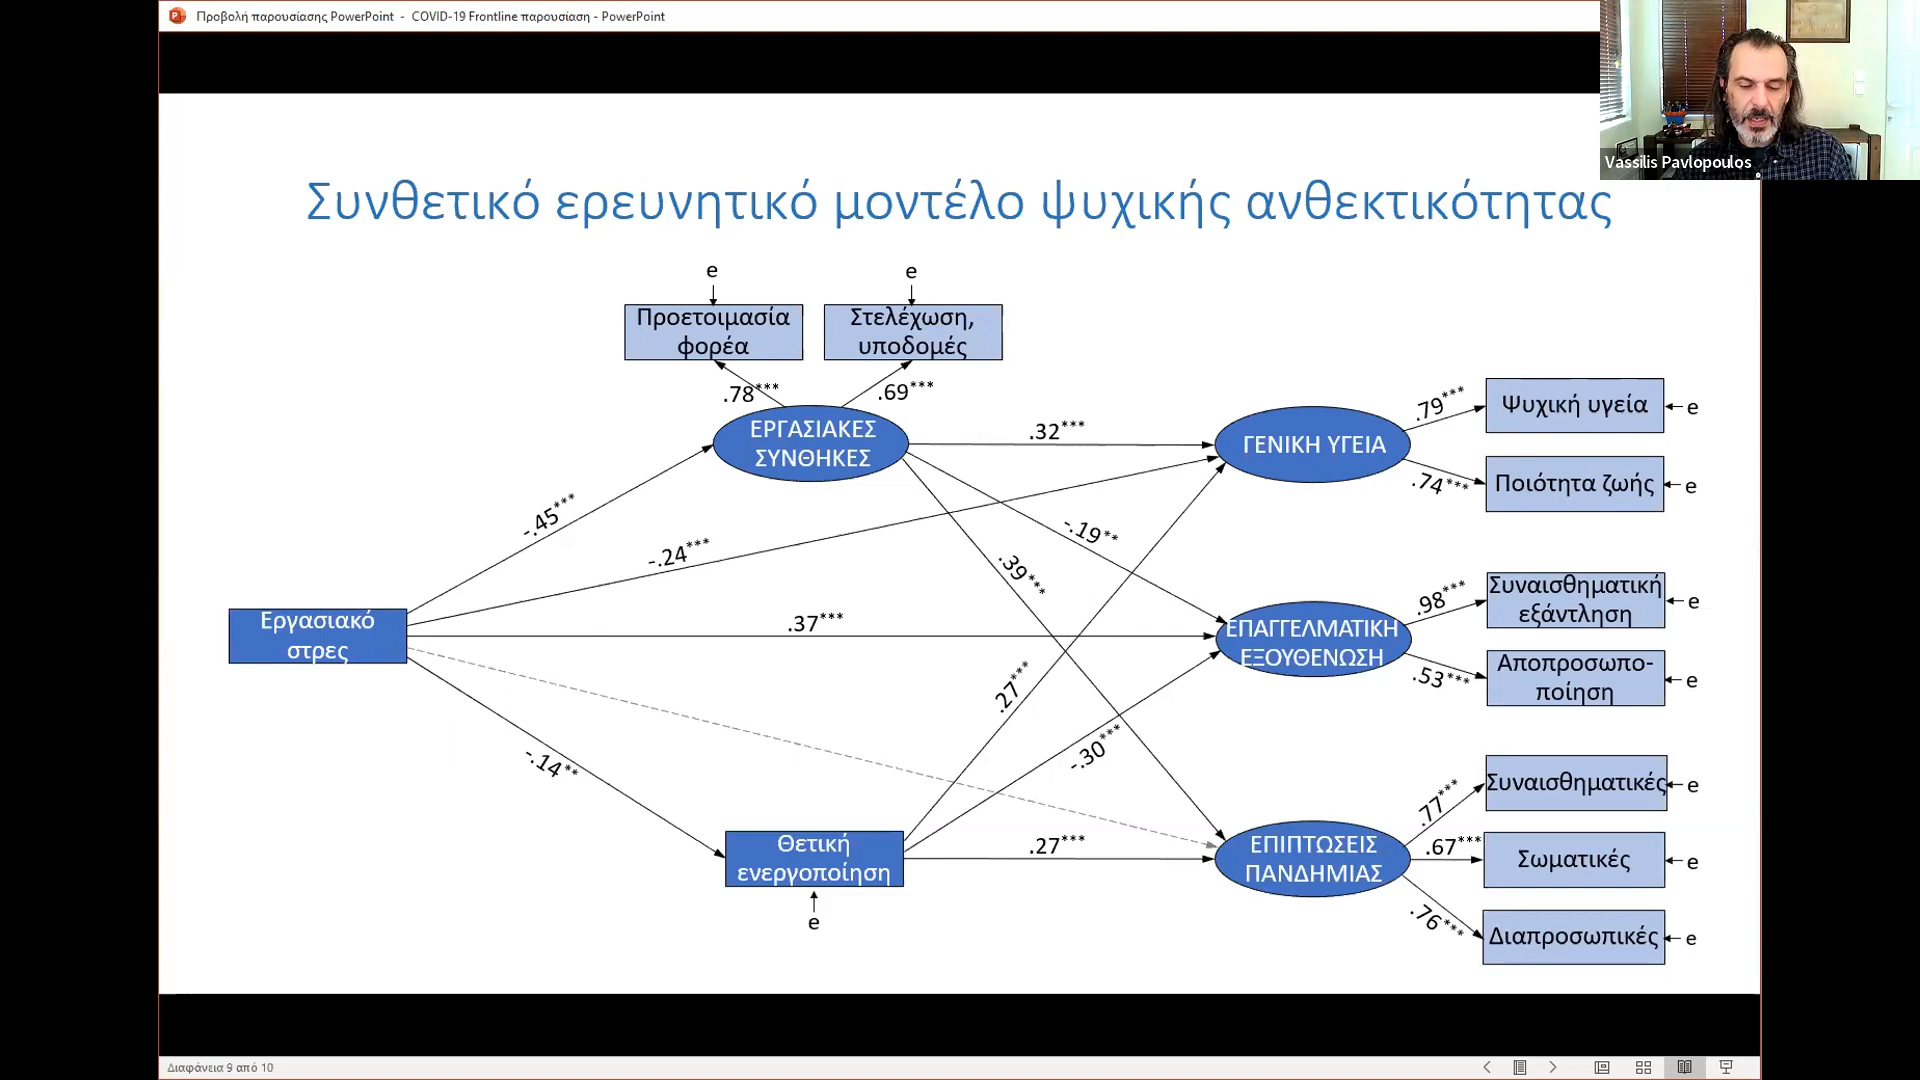 Προβολή παρουσίασης PowerPoint - COVID-19 Frontline παρουσίαση - PowerPoint
Vassilis Pavlopoulos
Συνθετικό ερευνητικό μοντέλο ψυχικής ανθεκτικότητας
e
e
Προετοιμασία
φορέα
Στελέχωση,
υποδομές
.78***
.69***
ΕΡΓΑΣΙΑΚΕΣ
ΣΥΝΘΗΚΕΣ
.32***
ΓΕΝΙΚΗ ΥΓΕΙΑ
.79***
Ψυχική υγεία
e
.74***
Ποιότητα ζωής
e
-.45***
-.24***
-.19**
.39***
Εργασιακό
στρες
.37***
ΕΠΑΓΓΕΛΜΑΤΙΚΗ
ΕΞΟΥΘΕΝΩΣΗ
.98***
Συναισθηματική
εξάντληση
e
.53***
Αποπροσωπο-
ποίηση
e
.27***
-.30***
-.14**
Θετική
ενεργοποίηση
e
.27***
ΕΠΙΠΤΩΣΕΙΣ
ΠΑΝΔΗΜΙΑΣ
.77***
Συναισθηματικές
e
.67***
Σωματικές
e
.76***
Διαπροσωπικές
e
Διαφάνεια 9 από 10